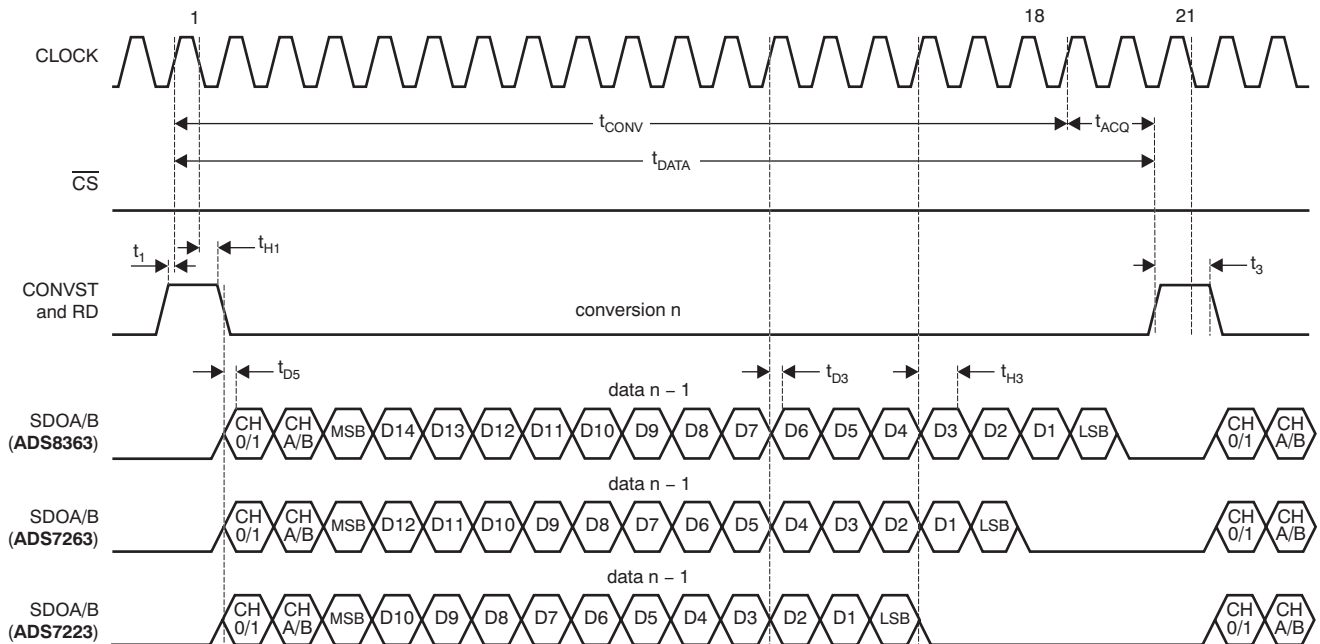 1 18 21
CLOCK
tCONV tACQ
tDATA
CS
t1 tH1 t3
CONVST
and RD
conversion n
tD5 tD3 tH3
data n − 1
SDOA/B
(ADS8363)
CH 0/1 CH A/B MSB D14 D13 D12 D11 D10 D9 D8 D7 D6 D5 D4 D3 D2 D1 LSB CH 0/1 CH A/B
data n − 1
SDOA/B
(ADS7263)
CH 0/1 CH A/B MSB D12 D11 D10 D9 D8 D7 D6 D5 D4 D3 D2 D1 LSB CH 0/1 CH A/B
data n − 1
SDOA/B
(ADS7223)
CH 0/1 CH A/B MSB D10 D9 D8 D7 D6 D5 D4 D3 D2 D1 LSB CH 0/1 CH A/B